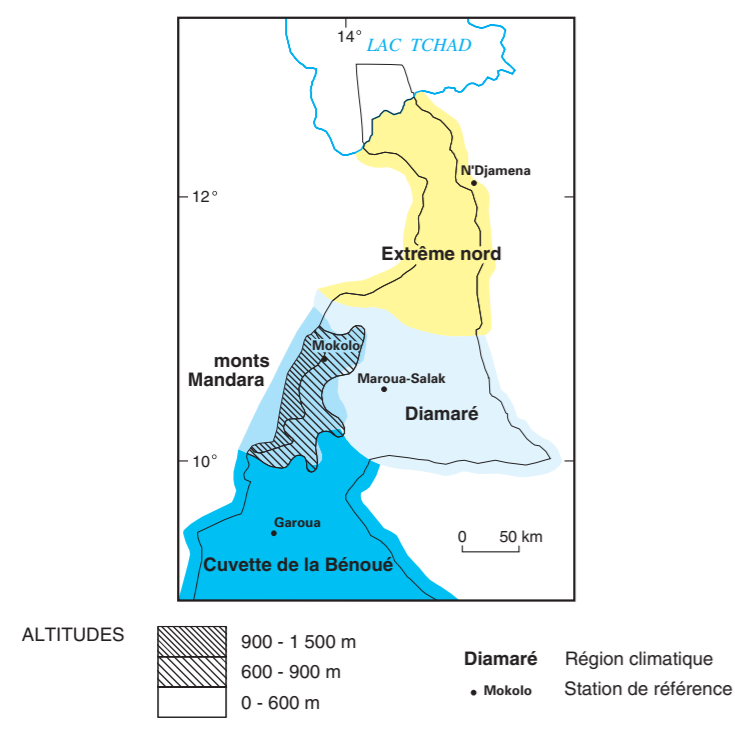 14°
LAC TCHAD
N'Djamena
12°
Extrême nord
Mokolo
monts
Mandara
Maroua-Salak
Diamaré
10°
Garoua
0 50 km
Cuvette de la Bénoué
ALTITUDES
900 - 1 500 m
600 - 900 m
0 - 600 m
Diamaré Région climatique
Mokolo Station de référence